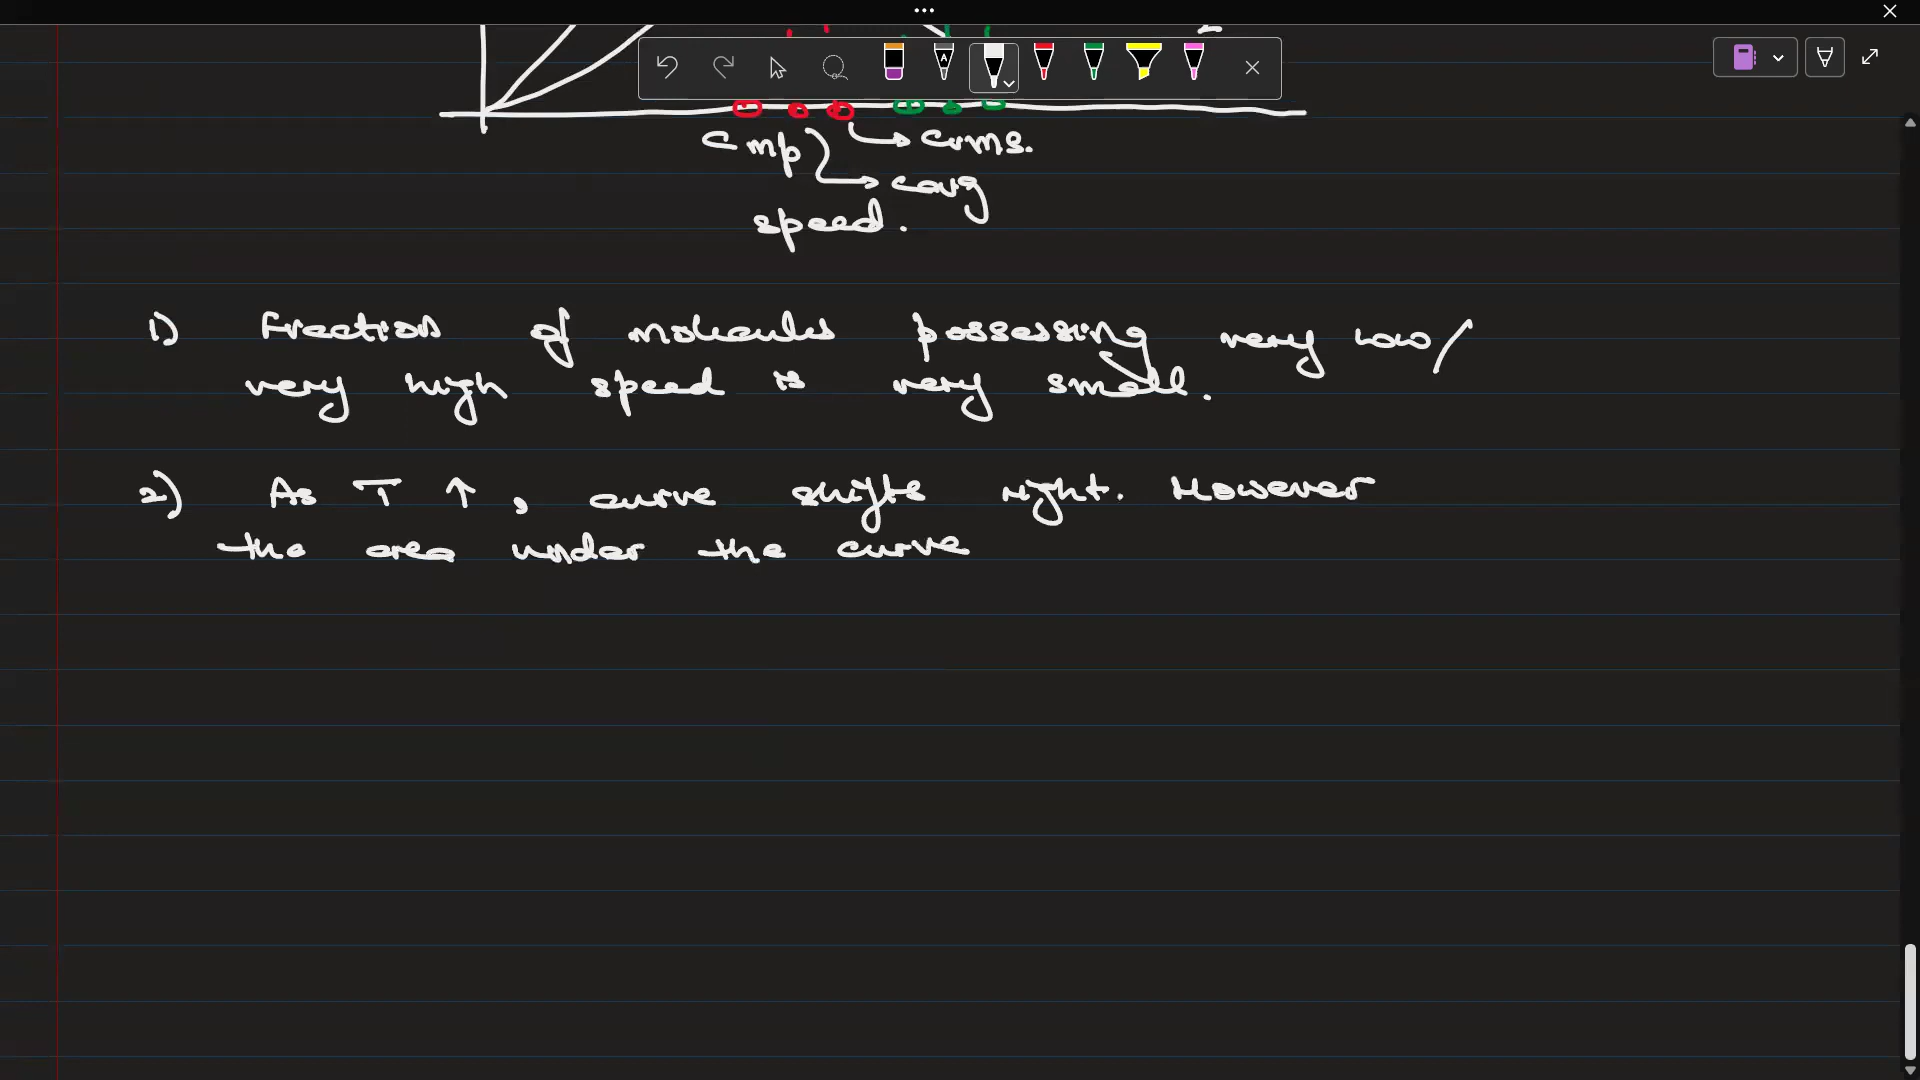 Cmp → Crms.
→ Cavg
speed.
1) Fraction of molecules possessing very low/
very high speed is very small.
2) As T ↑, curve shifts right. However
the area under the curve